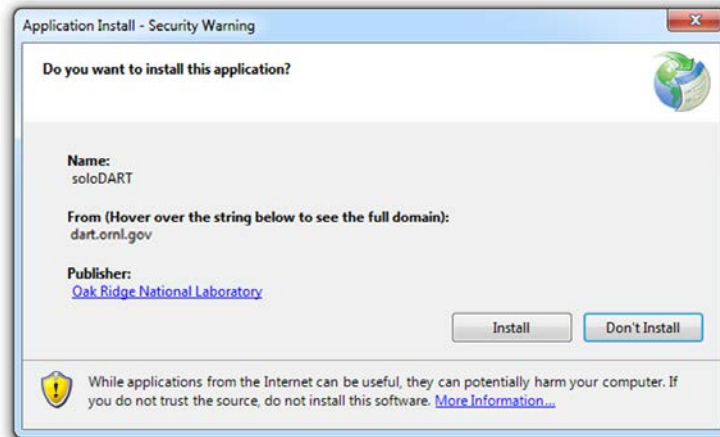 Application Install - Security Warning
Do you want to install this application?
Name:
soloDART
From (Hover over the string below to see the full domain):
dart.ornl.gov
Publisher:
Oak Ridge National Laboratory
Install
Don't Install
While applications from the Internet can be useful, they can potentially harm your computer. If
you do not trust the source, do not install this software. More Information...